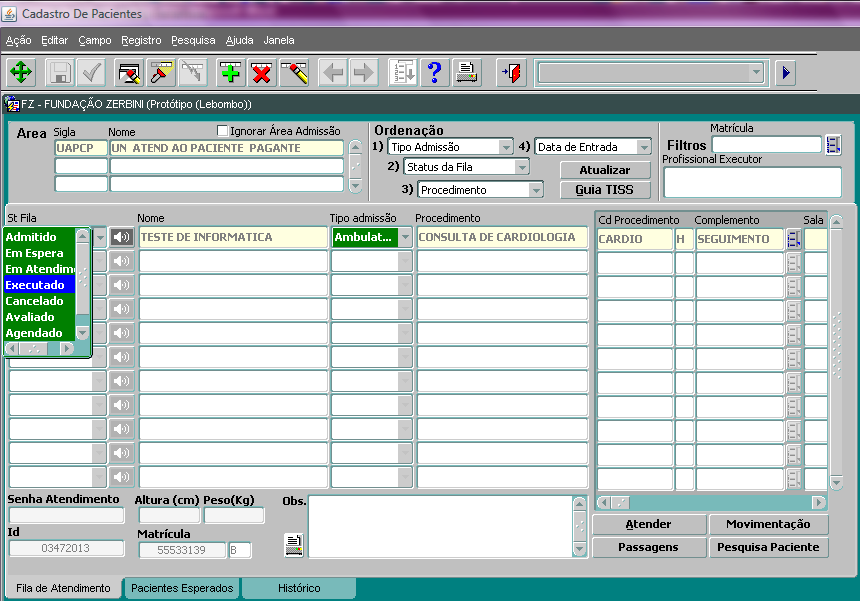 Cadastro De Pacientes
Ação Editar Campo Registro Pesquisa Ajuda Janela
FZ - FUNDAÇÃO ZERBINI (Protótipo (Lebombo))
Area Sigla Nome Ignorar Área Admissão
UAPCP UN ATEND AO PACIENTE PAGANTE
Ordenação
1) Tipo Admissão 4) Data de Entrada
2) Status da Fila
3) Procedimento
Atualizar
Guia TISS
Matrícula
Filtros
Profissional Executor
St Fila Nome Tipo admissão Procedimento Cd Procedimento Complemento Sala
TESTE DE INFORMATICA Ambulat... CONSULTA DE CARDIOLOGIA CARDIO H SEGUIMENTO
Admitido
Em Espera
Em Atendim
Executado
Cancelado
Avaliado
Agendado
Senha Atendimento Altura (cm) Peso(Kg) Obs.
Id Matrícula
03472013 55533139 B
Atender Movimentação
Passagens Pesquisa Paciente
Fila de Atendimento Pacientes Esperados Histórico